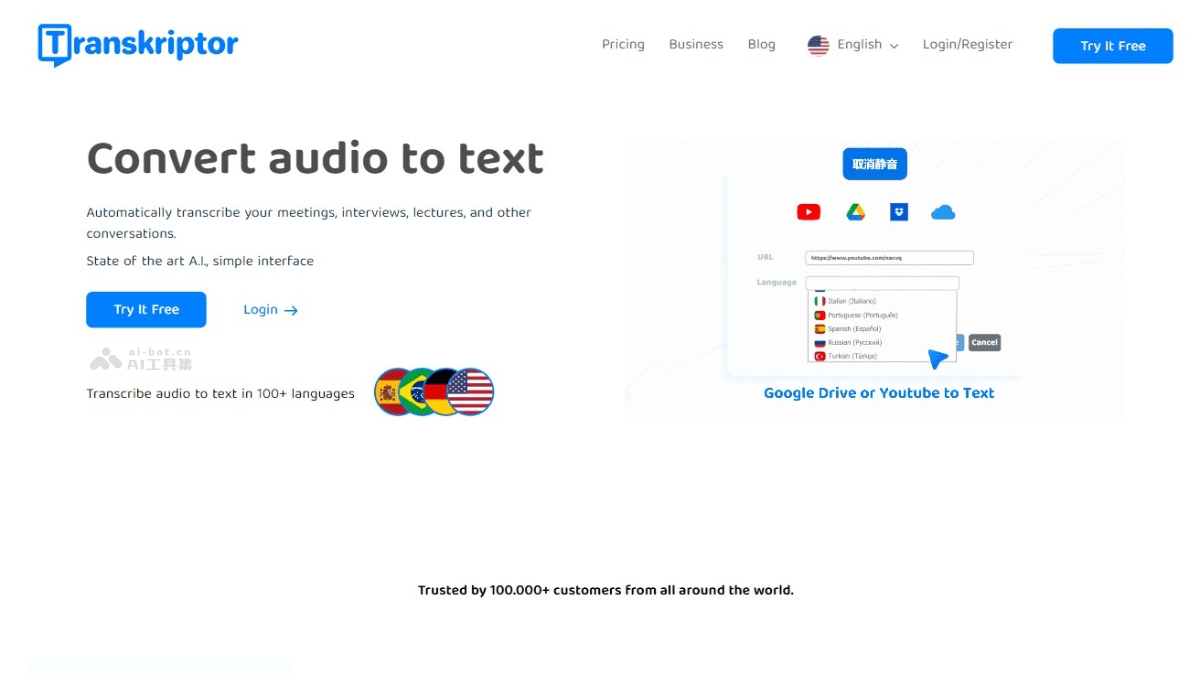 Transkriptor
Pricing
Business
Blog
English
Login/Register
Try It Free
Convert audio to text
Automatically transcribe your meetings, interviews, lectures, and other
conversations.
State of the art A.I., simple interface
Try It Free
Login →
ai-bot.cn
AI工具集
Transcribe audio to text in 100+ languages
取消静音
URL
https://www.youtube.com/xacvq
Language
Italian (Italiano)
Portuguese (Português)
Spanish (Español)
Russian (Русский)
Turkish (Türkçe)
Cancel
Google Drive or Youtube to Text
Trusted by 100.000+ customers from all around the world.